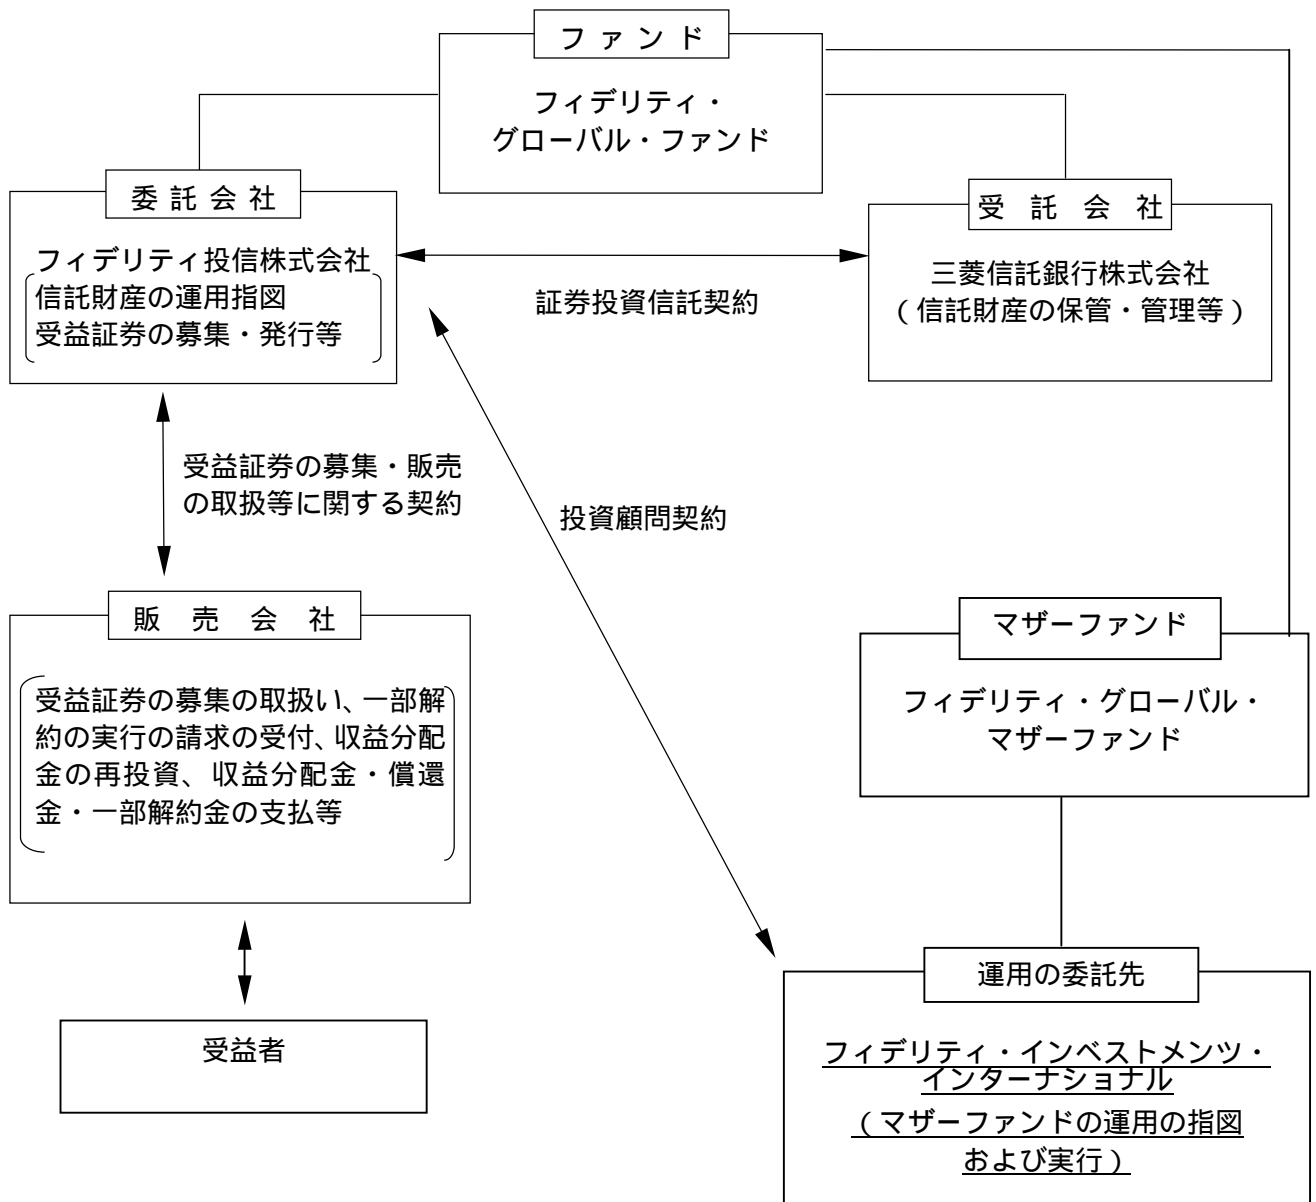 ファンド
フィデリティ・
グローバル・ファンド
委託会社
フィデリティ投信株式会社
信託財産の運用指図
受益証券の募集・発行等
証券投資信託契約
受託会社
三菱信託銀行株式会社
(信託財産の保管・管理等)
受益証券の募集・販売
の取扱等に関する契約
投資顧問契約
販売会社
受益証券の募集の取扱い、一部解
約の実行の請求の受付、収益分配
金の再投資、収益分配金・償還
金・一部解約金の支払等
マザーファンド
フィデリティ・グローバル・
マザーファンド
受益者
運用の委託先
フィデリティ・インベストメンツ・
インターナショナル
(マザーファンドの運用の指図
および実行)